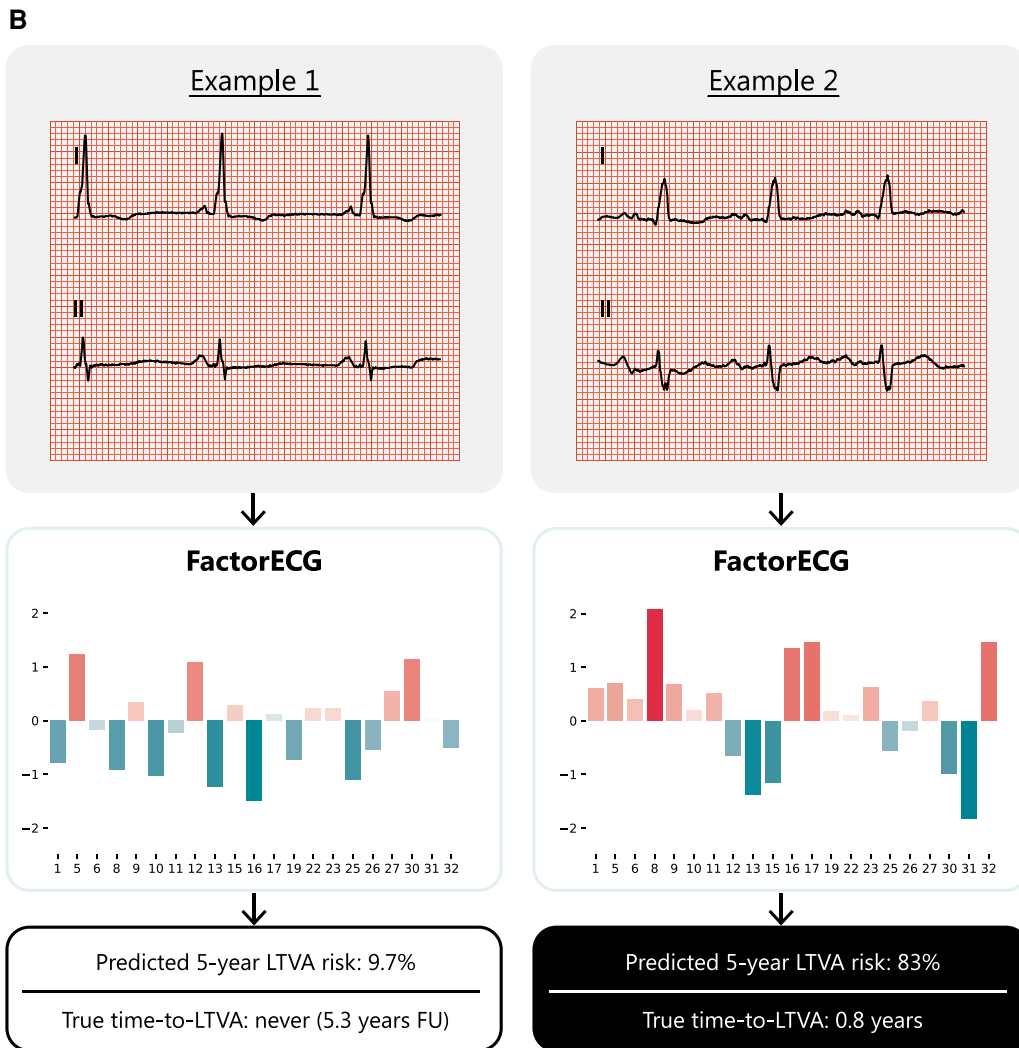 B
Example 1
I
II
FactorECG
2
1
0
−1
−2
1 5 6 8 9 10 11 12 13 15 16 17 19 22 23 25 26 27 30 31 32
Predicted 5-year LTVA risk: 9.7%
True time-to-LTVA: never (5.3 years FU)
Example 2
I
II
FactorECG
2
1
0
−1
−2
1 5 6 8 9 10 11 12 13 15 16 17 19 22 23 25 26 27 30 31 32
Predicted 5-year LTVA risk: 83%
True time-to-LTVA: 0.8 years